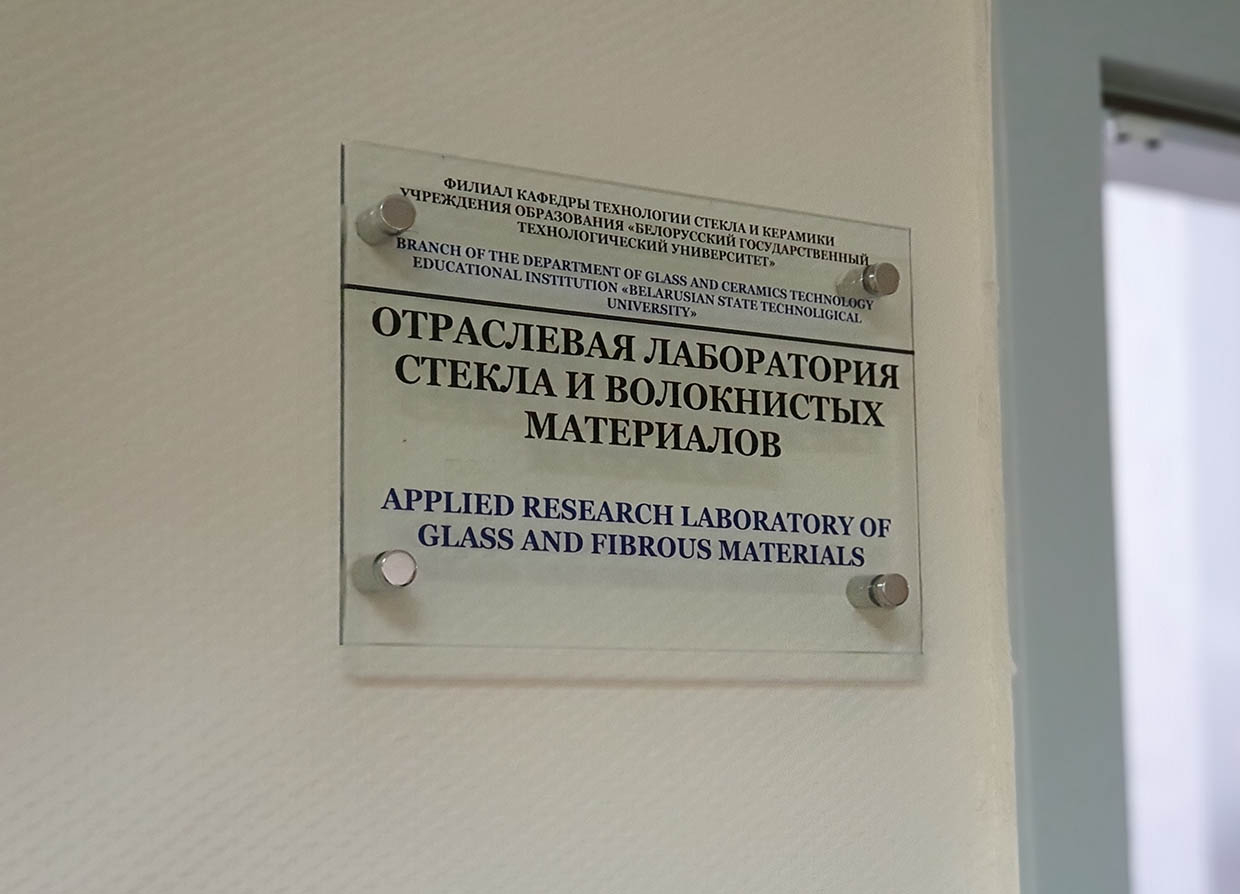 ФИЛИАЛ КАФЕДРЫ ТЕХНОЛОГИИ СТЕКЛА И КЕРАМИКИ
УЧРЕЖДЕНИЯ ОБРАЗОВАНИЯ «БЕЛОРУССКИЙ ГОСУДАРСТВЕННЫЙ
ТЕХНОЛОГИЧЕСКИЙ УНИВЕРСИТЕТ»
BRANCH OF THE DEPARTMENT OF GLASS AND CERAMICS TECHNOLOGY
EDUCATIONAL INSTITUTION «BELARUSIAN STATE TECHNOLIGICAL
UNIVERSITY»
ОТРАСЛЕВАЯ ЛАБОРАТОРИЯ
СТЕКЛА И ВОЛОКНИСТЫХ
МАТЕРИАЛОВ
APPLIED RESEARCH LABORATORY OF
GLASS AND FIBROUS MATERIALS